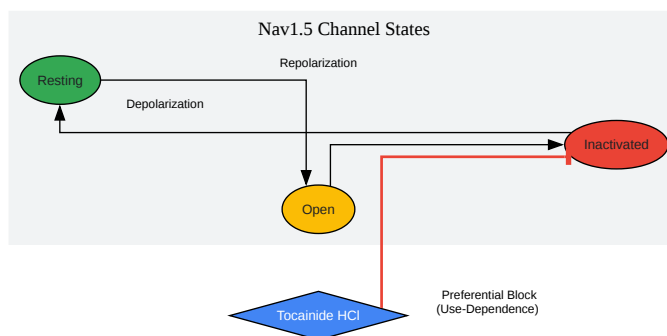 Nav1.5 Channel States
Repolarization
Resting
Depolarization
Inactivated
Open
Preferential Block
(Use-Dependence)
Tocainide HCl